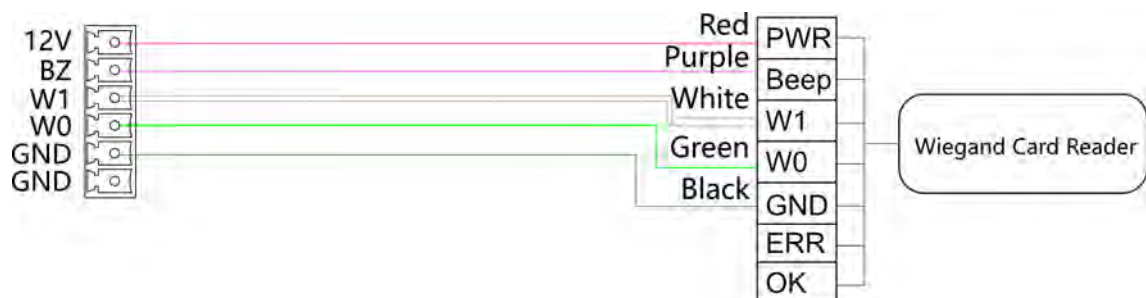 12V
BZ
W1
W0
GND
GND
Red
Purple
White
Green
Black
PWR
Beep
W1
W0
GND
ERR
OK
Wiegand Card Reader